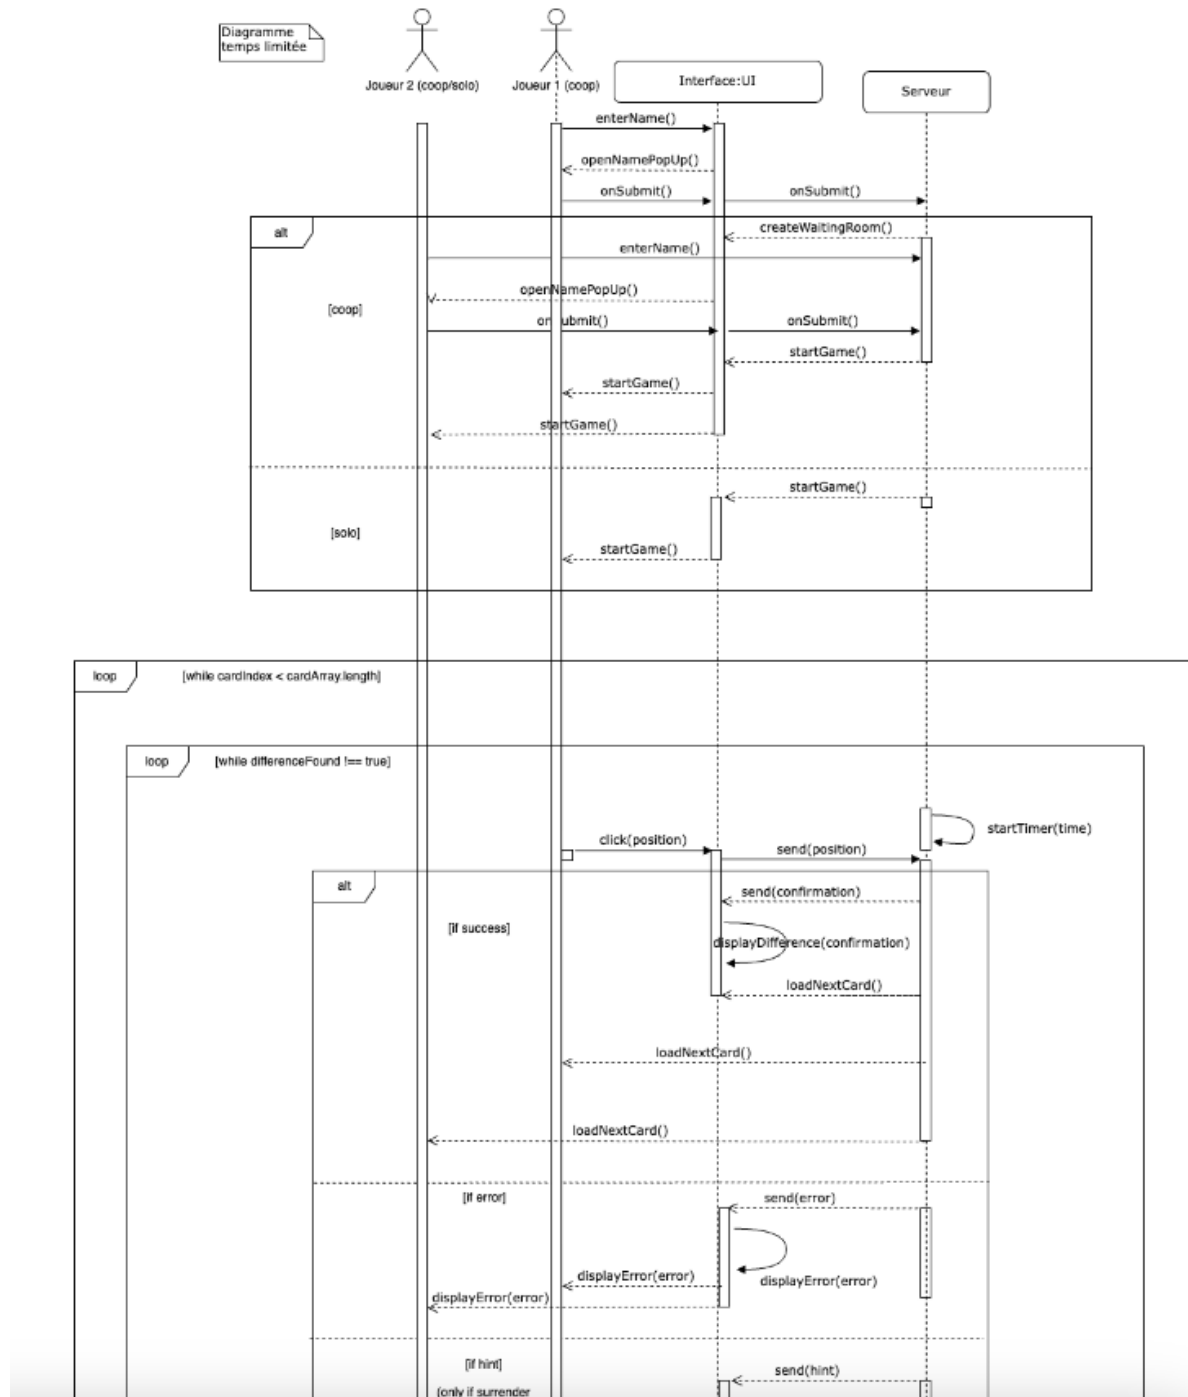 Diagramme
temps limitée
Joueur 2 (coop/solo)
Joueur 1 (coop)
Interface:UI
Serveur
enterName()
openNamePopUp()
onSubmit()
onSubmit()
alt
createWaitingRoom()
enterName()
openNamePopUp()
[coop]
onSubmit()
onSubmit()
startGame()
startGame()
startGame()
startGame()
[solo]
startGame()
loop
[while cardIndex < cardArray.length]
loop
[while differenceFound !== true]
startTimer(time)
click(position)
send(position)
alt
send(confirmation)
[if success]
displayDifference(confirmation)
loadNextCard()
loadNextCard()
loadNextCard()
[if error]
send(error)
displayError(error)
displayError(error)
displayError(error)
[if hint]
send(hint)
(only if surrender